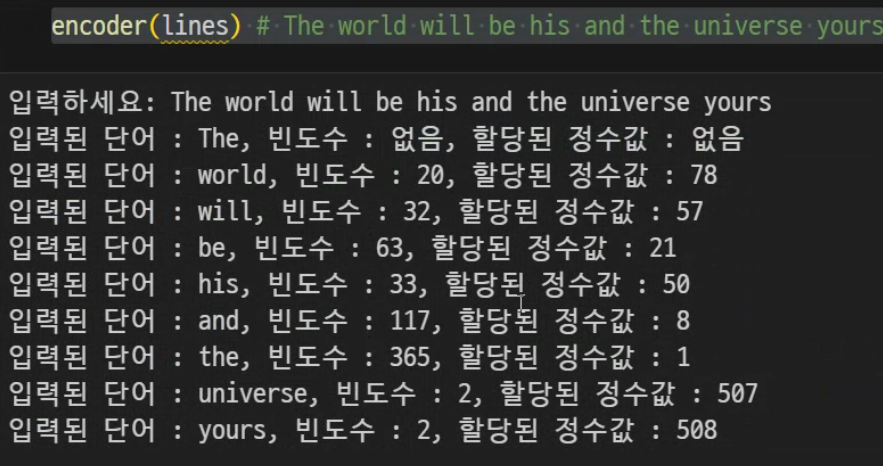 encoder(lines) # The world will be his and the universe yours
입력하세요: The world will be his and the universe yours
입력된 단어 : The, 빈도수 : 없음, 할당된 정수값 : 없음
입력된 단어 : world, 빈도수 : 20, 할당된 정수값 : 78
입력된 단어 : will, 빈도수 : 32, 할당된 정수값 : 57
입력된 단어 : be, 빈도수 : 63, 할당된 정수값 : 21
입력된 단어 : his, 빈도수 : 33, 할당된 정수값 : 50
입력된 단어 : and, 빈도수 : 117, 할당된 정수값 : 8
입력된 단어 : the, 빈도수 : 365, 할당된 정수값 : 1
입력된 단어 : universe, 빈도수 : 2, 할당된 정수값 : 507
입력된 단어 : yours, 빈도수 : 2, 할당된 정수값 : 508